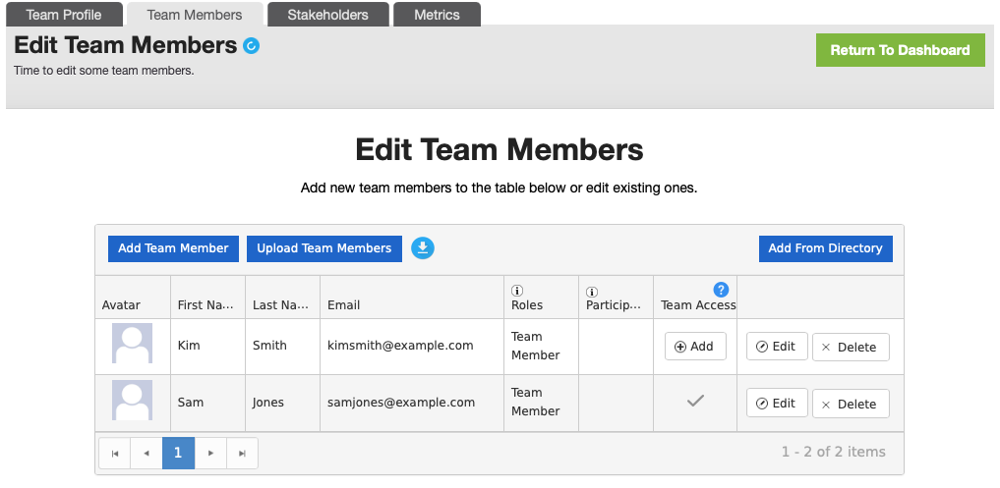 Team Profile Team Members Stakeholders Metrics
Edit Team Members
Return To Dashboard
Time to edit some team members.
Edit Team Members
Add new team members to the table below or edit existing ones.
Add Team Member Upload Team Members Add From Directory
Avatar First Na... Last Na... Email Roles Particip... Team Access
Kim Smith kimsmith@example.com Team Member Add Edit Delete
Sam Jones samjones@example.com Team Member Edit Delete
1 1 - 2 of 2 items